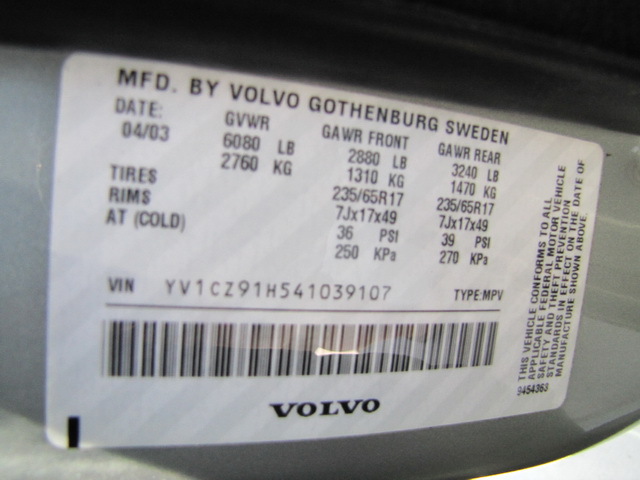 MFD. BY VOLVO GOTHENBURG SWEDEN
DATE: GVWR GAWR FRONT GAWR REAR
04/03 6080 LB 2880 LB 3240 LB
2760 KG 1310 KG 1470 KG
TIRES 235/65R17 235/65R17
RIMS 7Jx17x49 7Jx17x49
AT (COLD) 36 PSI 39 PSI
250 KPa 270 KPa
VIN YV1CZ91H541039107 TYPE:MPV
VOLVO
THIS VEHICLE CONFORMS TO ALL
APPLICABLE FEDERAL MOTOR VEHICLE
SAFETY AND THEFT PREVENTION
STANDARDS IN EFFECT ON THE DATE OF
MANUFACTURE SHOWN ABOVE.
9454363